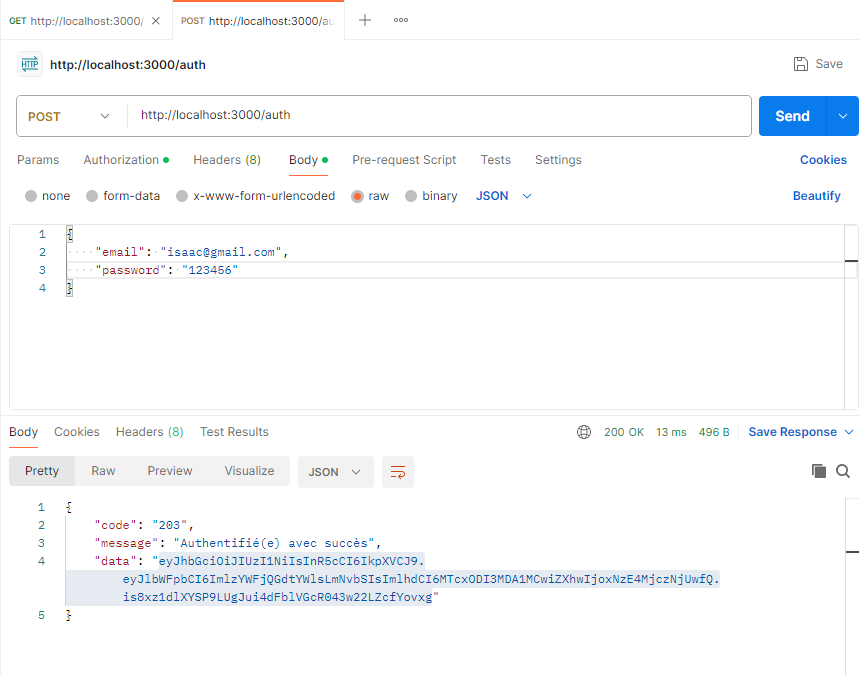 GET http://localhost:3000/
POST http://localhost:3000/au
http://localhost:3000/auth
Save
POST http://localhost:3000/auth
Send
Params Authorization Headers (8) Body Pre-request Script Tests Settings Cookies
none form-data x-www-form-urlencoded raw binary JSON Beautify
1 {
2 "email": "isaac@gmail.com",
3 "password": "123456"
4 }
Body Cookies Headers (8) Test Results 200 OK 13 ms 496 B Save Response
Pretty Raw Preview Visualize JSON
1 {
2 "code": "203",
3 "message": "Authentifié(e) avec succès",
4 "data": "eyJhbGciOiJIUzI1NiIsInR5cCI6IkpXVCJ9.
eyJlbWFpbCI6ImlzYWFjQGdtYWlsLmNvbSIsImlhdCI6MTcxODI3MDA1MCwiZXhwIjoxNzE4MjczNjUwfQ.
is8xz1dlXYSP9LUgJui4dFblVGcR043w22LZcfYovxg"
5 }